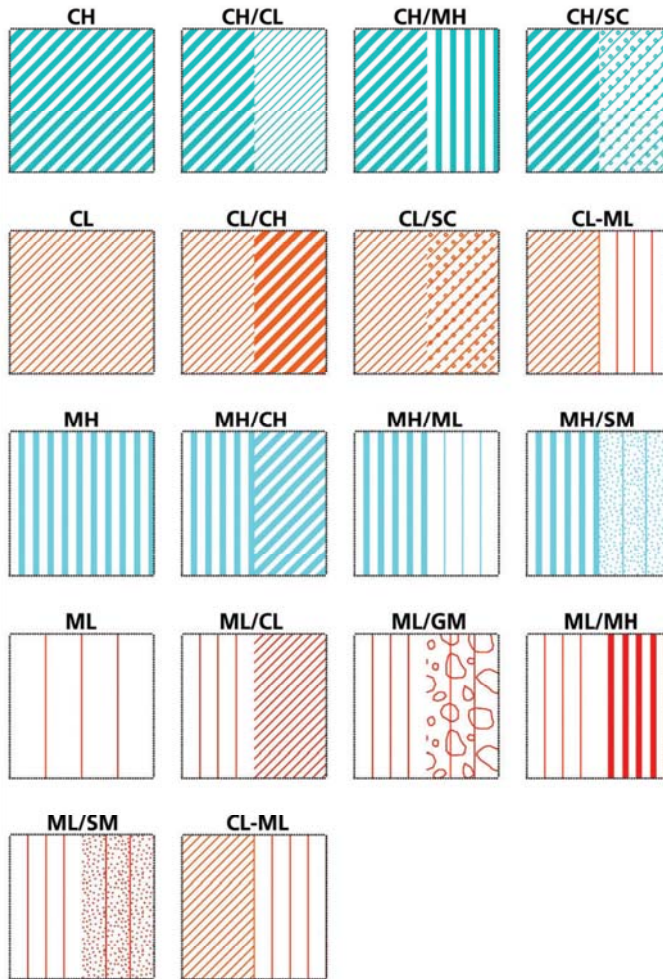 CH CH/CL CH/MH CH/SC
CL CL/CH CL/SC CL-ML
MH MH/CH MH/ML MH/SM
ML ML/CL ML/GM ML/MH
ML/SM CL-ML